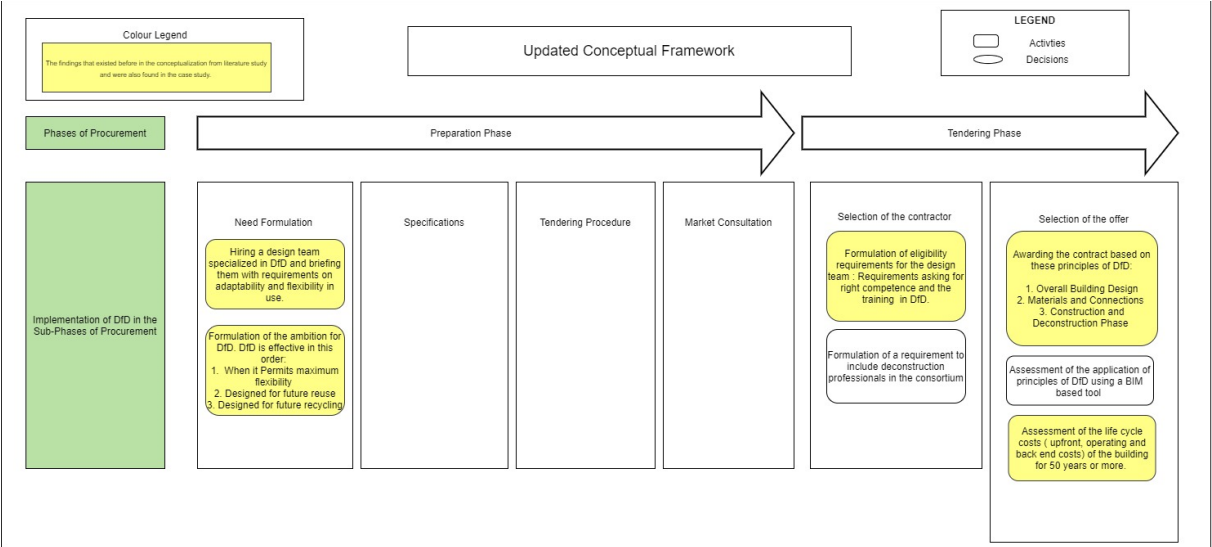 Colour Legend
The findings that existed before in the conceptualization from literature study
and were also found in the case study.
Updated Conceptual Framework
LEGEND
Activties
Decisions
Phases of Procurement
Preparation Phase
Tendering Phase
Implementation of DfD in the
Sub-Phases of Procurement
Need Formulation
Hiring a design team
specialized in DfD and briefing
them with requirements on
adaptability and flexibility in
use.
Formulation of the ambition for
DfD. DfD is effective in this
order:
1. When it Permits maximum
flexibility
2. Designed for future reuse
3. Designed for future recycling
Specifications
Tendering Procedure
Market Consultation
Selection of the contractor
Formulation of eligibility
requirements for the design
team : Requirements asking for
right competence and the
training in DfD.
Formulation of a requirement to
include deconstruction
professionals in the consortium
Selection of the offer
Awarding the contract based on
these principles of DfD:
1. Overall Building Design
2. Materials and Connections
3. Construction and
Deconstruction Phase
Assessment of the application of
principles of DfD using a BIM
based tool
Assessment of the life cycle
costs ( upfront, operating and
back end costs) of the building
for 50 years or more.